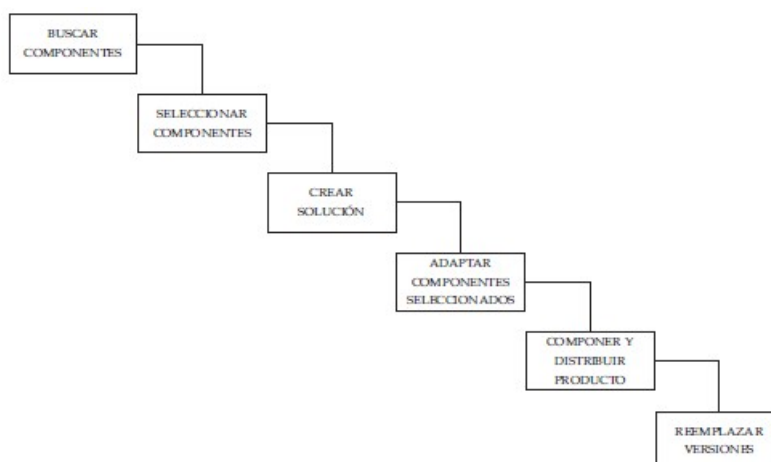 BUSCAR
COMPONENTES
SELECCIONAR
COMPONENTES
CREAR
SOLUCIÓN
ADAPTAR
COMPONENTES
SELECCIONADOS
COMPONER Y
DISTRIBUIR
PRODUCTO
REEMPLAZAR
VERSIONES